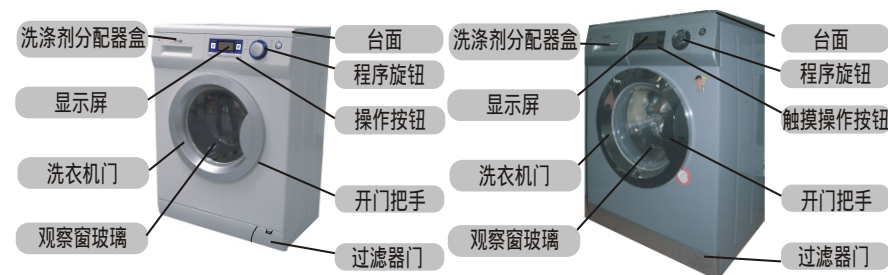 洗涤剂分配器盒
台面
程序旋钮
显示屏
操作按钮
洗衣机门
开门把手
观察窗玻璃
过滤器门
洗涤剂分配器盒
台面
程序旋钮
显示屏
触摸操作按钮
洗衣机门
开门把手
观察窗玻璃
过滤器门